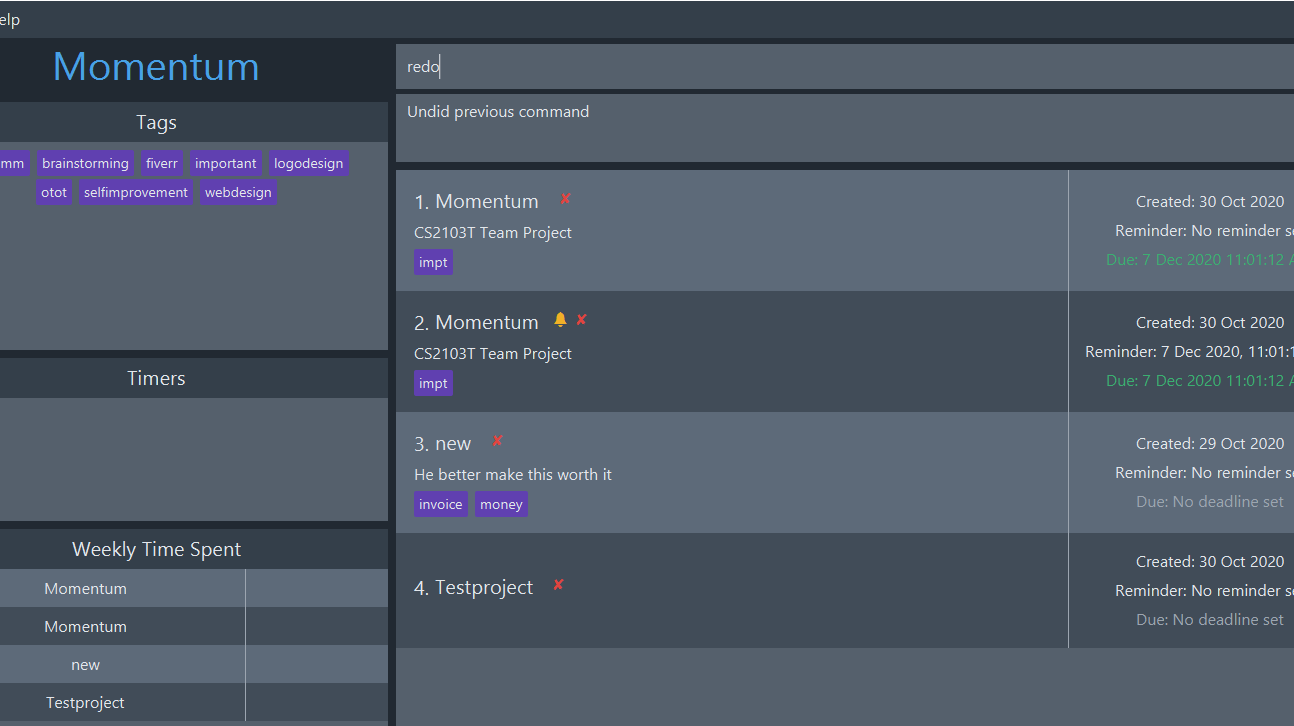 elp
Momentum
redo
Undid previous command
Tags
mm brainstorming fiverr important logodesign
otot selfimprovement webdesign
Timers
Weekly Time Spent
Momentum
Momentum
new
Testproject
1. Momentum ✘
CS2103T Team Project
impt
Created: 30 Oct 2020
Reminder: No reminder se
Due: 7 Dec 2020 11:01:12 A
2. Momentum 🔔 ✘
CS2103T Team Project
impt
Created: 30 Oct 2020
Reminder: 7 Dec 2020, 11:01:1
Due: 7 Dec 2020 11:01:12 A
3. new ✘
He better make this worth it
invoice money
Created: 29 Oct 2020
Reminder: No reminder se
Due: No deadline set
4. Testproject ✘
Created: 30 Oct 2020
Reminder: No reminder se
Due: No deadline set